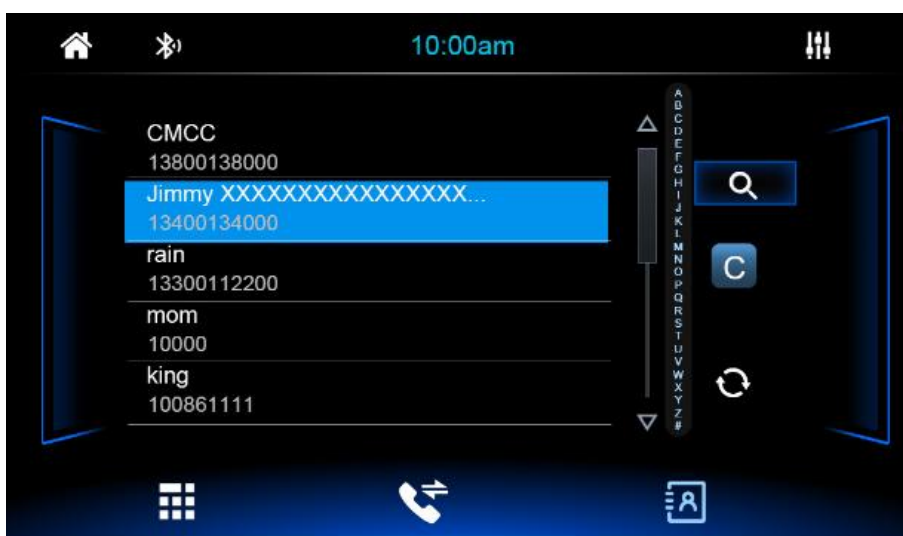 10:00am
CMCC
13800138000
Jimmy XXXXXXXXXXXXXXXX...
13400134000
rain
13300112200
mom
10000
king
100861111
A
B
C
D
E
F
G
H
I
J
K
L
M
N
O
P
Q
R
S
T
U
V
W
X
Y
Z
#
C